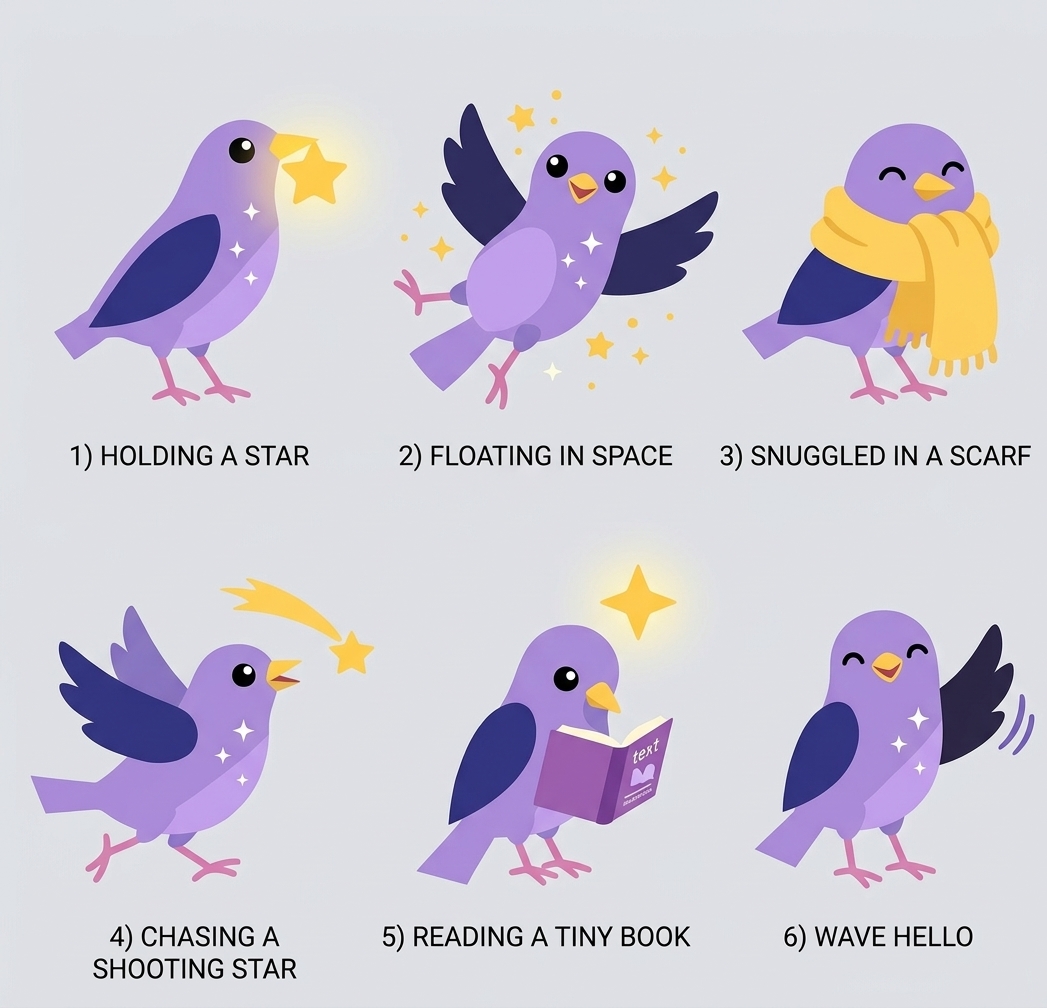 1) HOLDING A STAR
2) FLOATING IN SPACE
3) SNUGGLED IN A SCARF
text
4) CHASING A
SHOOTING STAR
5) READING A TINY BOOK
6) WAVE HELLO